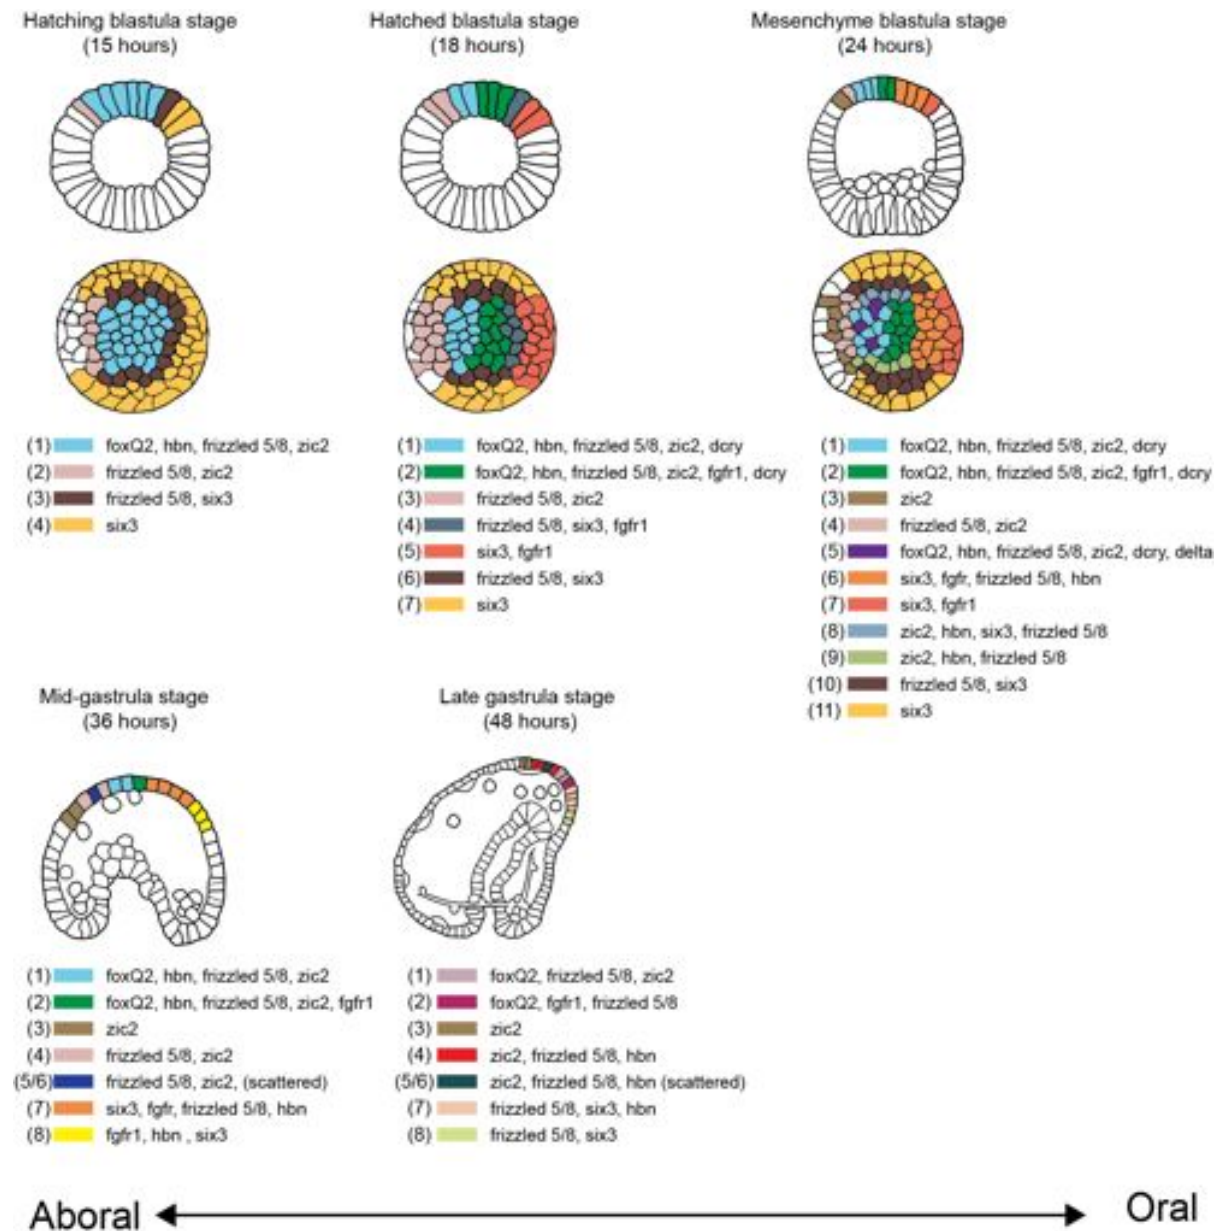 Hatching blastula stage
(15 hours)
Hatched blastula stage
(18 hours)
Mesenchyme blastula stage
(24 hours)
(1) foxQ2, hbn, frizzled 5/8, zic2
(2) frizzled 5/8, zic2
(3) frizzled 5/8, six3
(4) six3
(1) foxQ2, hbn, frizzled 5/8, zic2, dcry
(2) foxQ2, hbn, frizzled 5/8, zic2, fgfr1, dcry
(3) frizzled 5/8, zic2
(4) frizzled 5/8, six3, fgfr1
(5) six3, fgfr1
(6) frizzled 5/8, six3
(7) six3
(1) foxQ2, hbn, frizzled 5/8, zic2, dcry
(2) foxQ2, hbn, frizzled 5/8, zic2, fgfr1, dcry
(3) zic2
(4) frizzled 5/8, zic2
(5) foxQ2, hbn, frizzled 5/8, zic2, dcry, delta
(6) six3, fgfr, frizzled 5/8, hbn
(7) six3, fgfr1
(8) zic2, hbn, six3, frizzled 5/8
(9) zic2, hbn, frizzled 5/8
(10) frizzled 5/8, six3
(11) six3
Mid-gastrula stage
(36 hours)
Late gastrula stage
(48 hours)
(1) foxQ2, hbn, frizzled 5/8, zic2
(2) foxQ2, hbn, frizzled 5/8, zic2, fgfr1
(3) zic2
(4) frizzled 5/8, zic2
(5/6) frizzled 5/8, zic2, (scattered)
(7) six3, fgfr, frizzled 5/8, hbn
(8) fgfr1, hbn , six3
(1) foxQ2, frizzled 5/8, zic2
(2) foxQ2, fgfr1, frizzled 5/8
(3) zic2
(4) zic2, frizzled 5/8, hbn
(5/6) zic2, frizzled 5/8, hbn (scattered)
(7) frizzled 5/8, six3, hbn
(8) frizzled 5/8, six3
Aboral
Oral